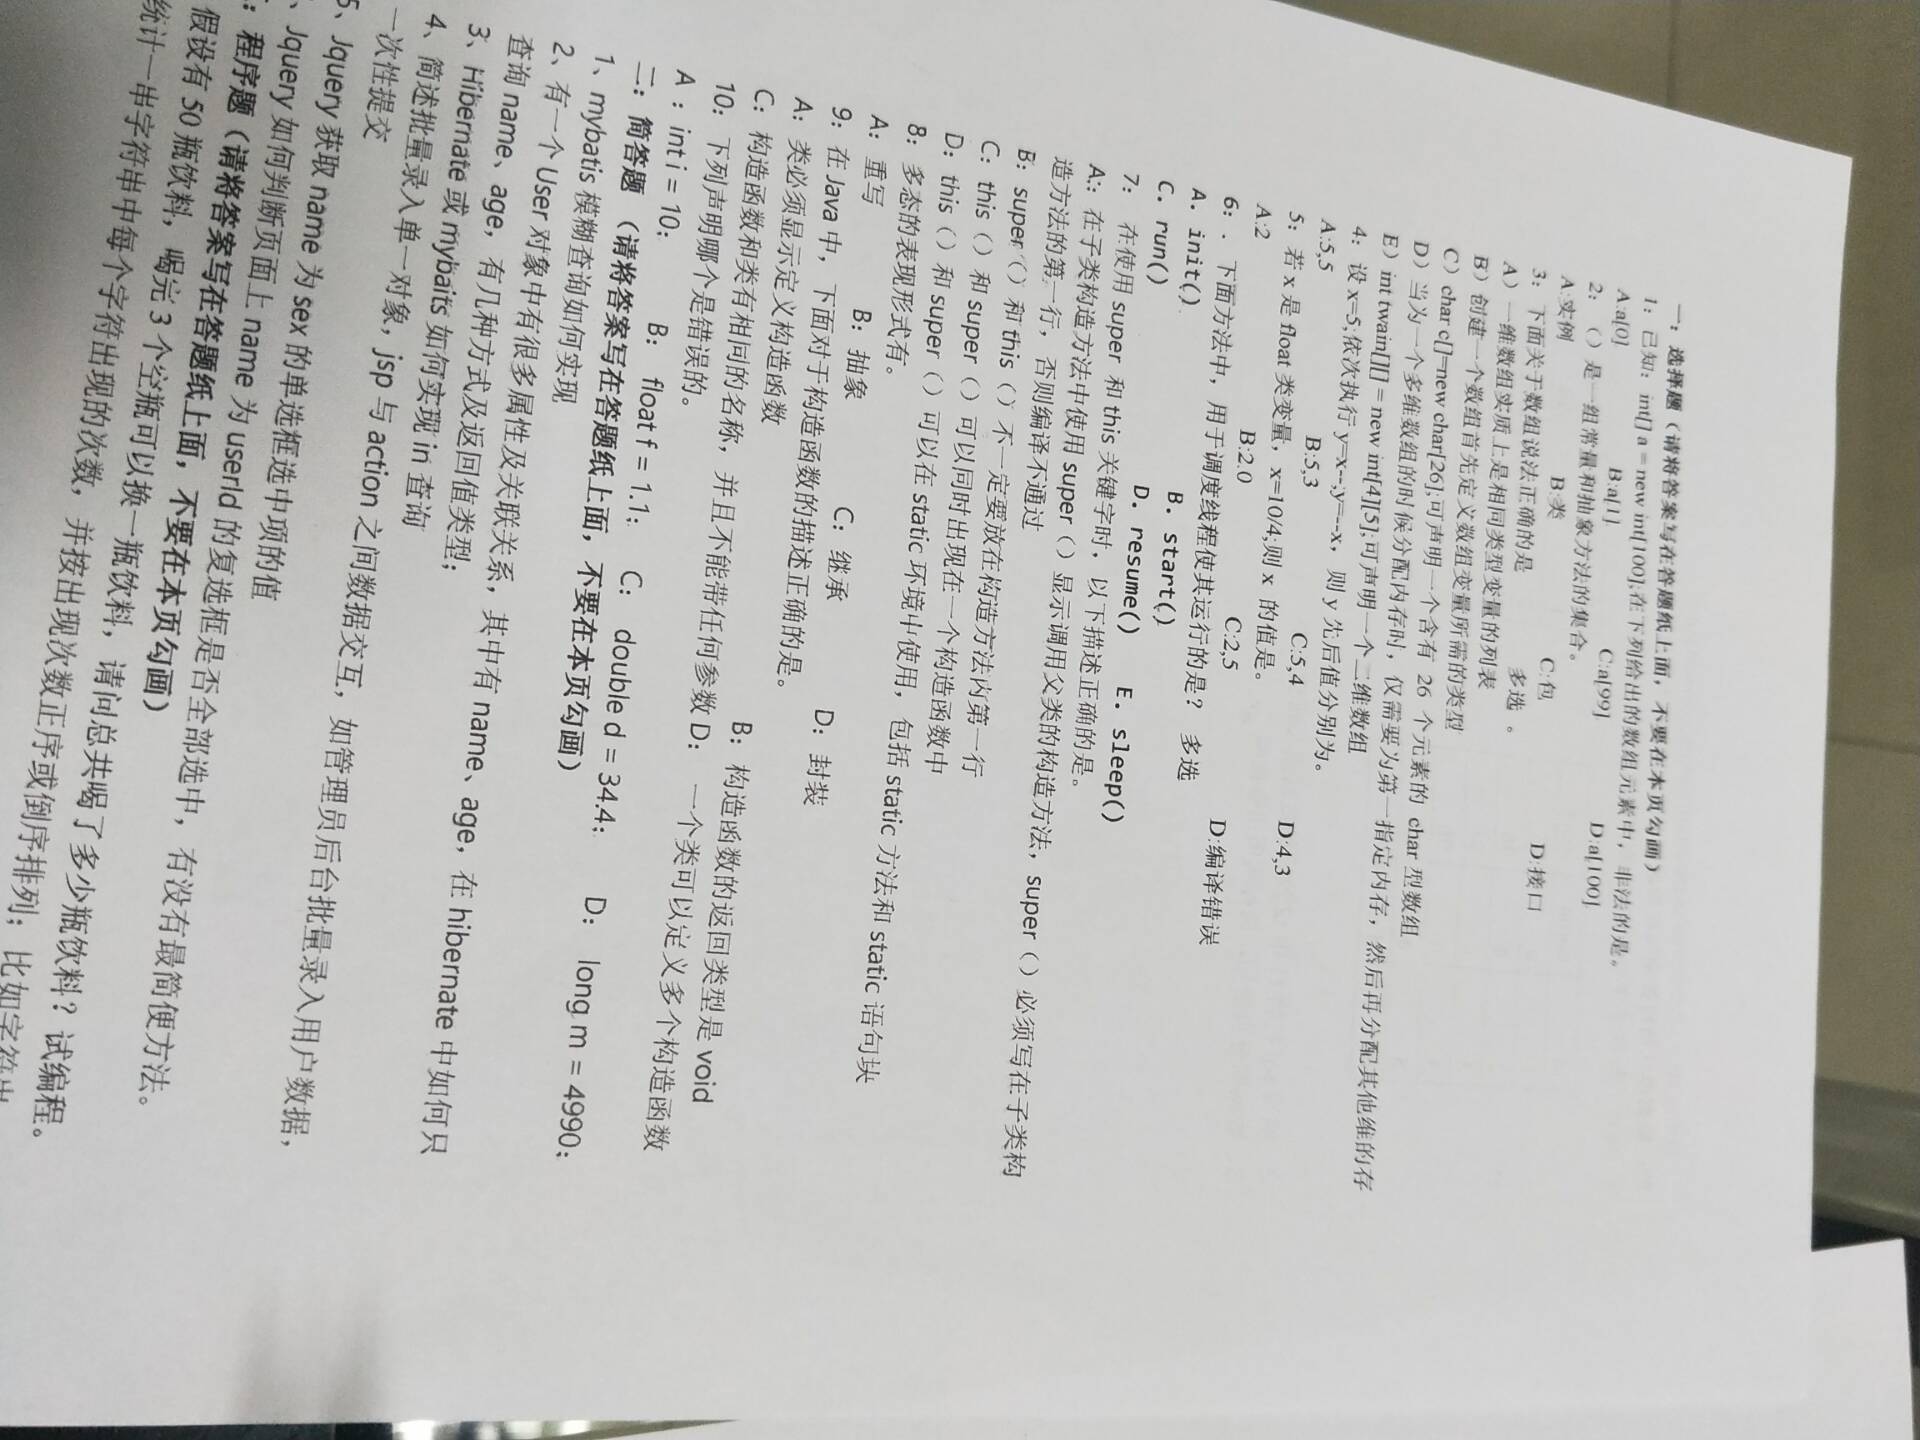 一：选择题（请将答案写在答题纸上面，不要在本页勾画）
1：已知：int[] a = new int[100];在下列给出的数组元素中，非法的是。
A:a[0] B:a[1] C:a[99] D:a[100]
2：（）是一组常量和抽象方法的集合。
A:实例 B:类 C:包 D:接口
3：下面关于数组说法正确的是 多选 。
A）一维数组实质上是相同类型变量的列表
B）创建一个数组首先定义数组变量所需的类型
C）char c[]=new char[26];可声明一个含有 26 个元素的 char 型数组
D）当为一个多维数组的时候分配内存时，仅需要为第一指定内存，然后再分配其他维的存
E）int twain[][] = new int[4][5];可声明一个二维数组
4：设 x=5;依次执行 y=x--;y=--x，则 y 先后值分别为。
A:5,5 B:5,3 C:5,4 D:4,3
5：若 x 是 float 类变量，x=10/4;则 x 的值是。
A:2 B:2.0 C:2,5 D:编译错误
6：. 下面方法中，用于调度线程使其运行的是？ 多选
A. init() B. start()
C. run() D. resume() E. sleep()
7： 在使用 super 和 this 关键字时，以下描述正确的是。
A：在子类构造方法中使用 super（）显示调用父类的构造方法，super（）必须写在子类构
造方法的第一行，否则编译不通过
B：super（）和 this（）不一定要放在构造方法内第一行
C：this（）和 super（）可以同时出现在一个构造函数中
D：this（）和 super（）可以在 static 环境中使用，包括 static 方法和 static 语句块
8：多态的表现形式有。
A：重写 B：抽象 C：继承 D：封装
9：在 Java 中，下面对于构造函数的描述正确的是。
A：类必须显示定义构造函数 B：构造函数的返回类型是 void
C：构造函数和类有相同的名称，并且不能带任何参数 D： 一个类可以定义多个构造函数
10：下列声明哪个是错误的。
A：int i = 10； B： float f = 1.1； C： double d = 34.4； D： long m = 4990；
二：简答题 （请将答案写在答题纸上面，不要在本页勾画）
1、mybatis 模糊查询如何实现
2、有一个 User 对象中有很多属性及关联关系，其中有 name、age，在 hibernate 中如何只
查询 name、age，有几种方式及返回值类型；
3、Hibernate 或 mybaits 如何实现 in 查询
4、简述批量录入单一对象，jsp 与 action 之间数据交互，如管理员后台批量录入用户数据，
一次性提交
5、Jquery 获取 name 为 sex 的单选框选中项的值
、Jquery 如何判断页面上 name 为 userId 的复选框是否全部选中，有没有最简便方法。
：程序题（请将答案写在答题纸上面，不要在本页勾画）
假设有 50 瓶饮料，喝完 3 个空瓶可以换一瓶饮料，请问总共喝了多少瓶饮料？试编程。
统计一串字符串中每个字符出现的次数，并按出现次数正序或倒序排列；比如字符串